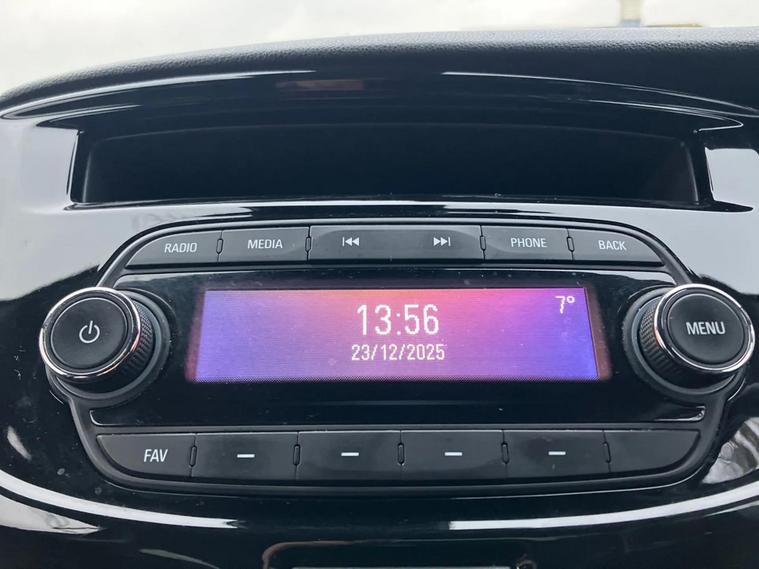 RADIO MEDIA PHONE BACK
7°
13:56
23/12/2025
MENU
FAV